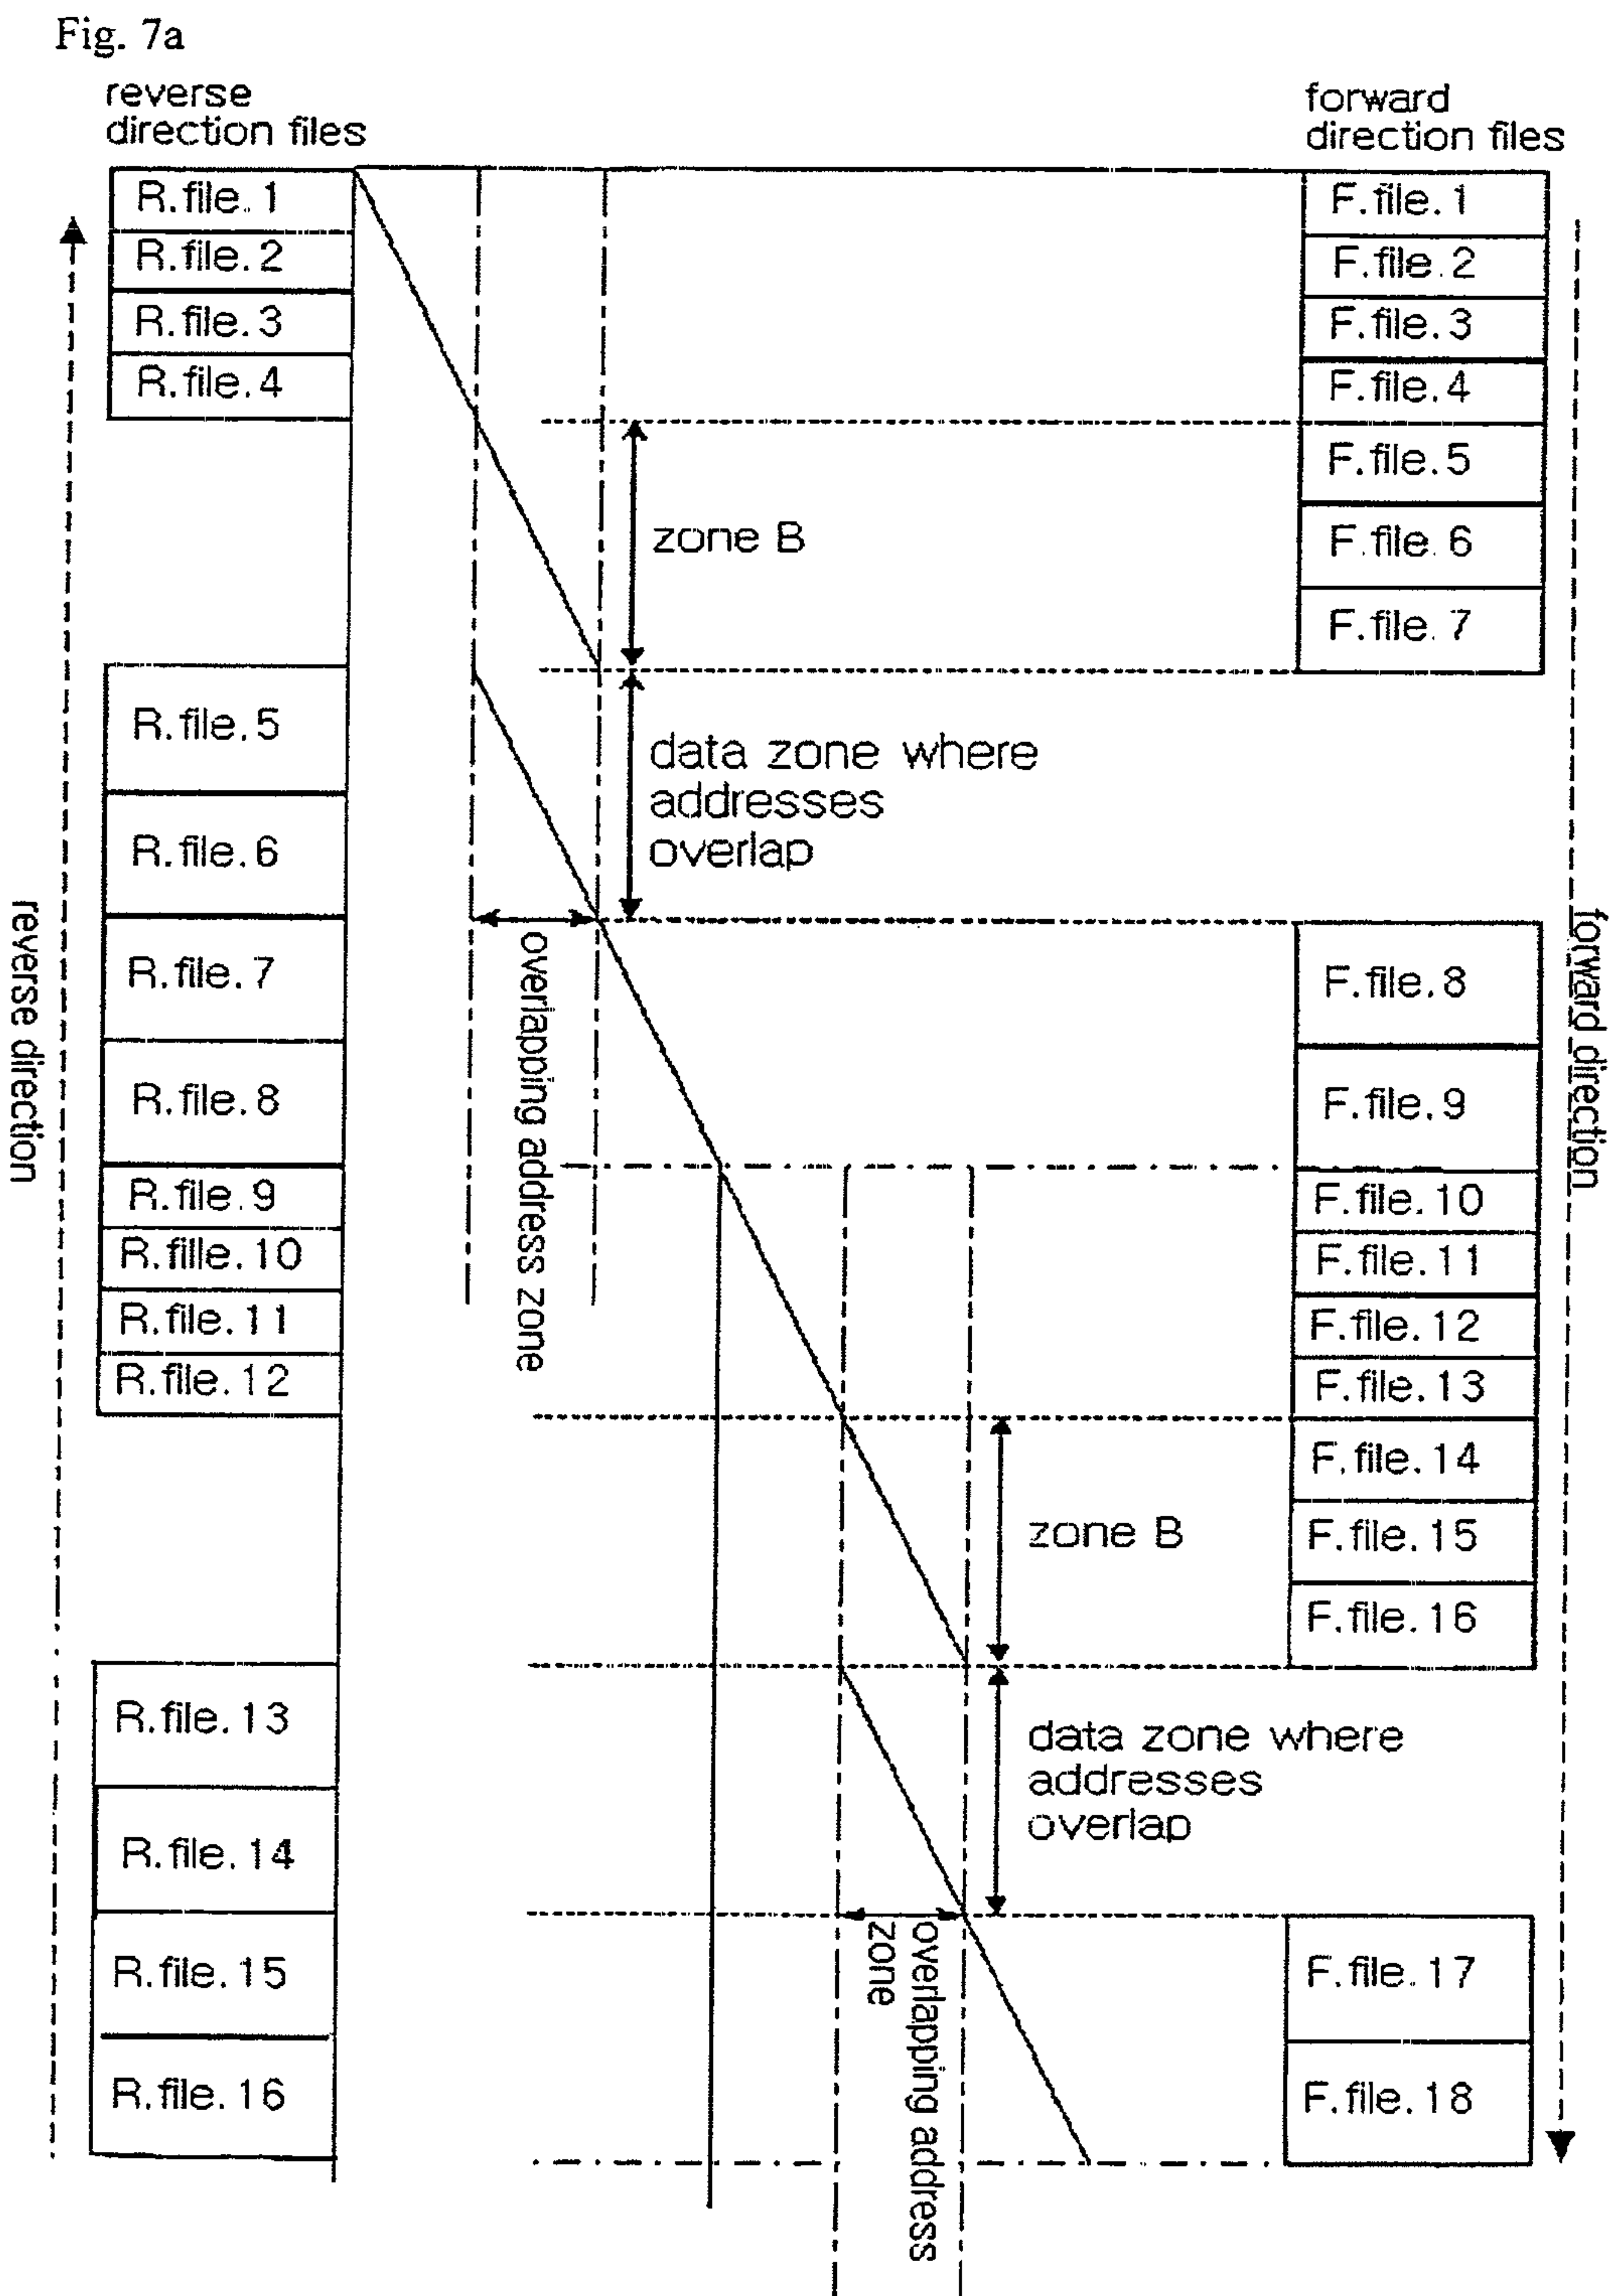 Fig. 7a
reverse
direction files
R.file.1
R.file.2
R.file.3
R.file.4
R.file.5
R.file.6
R.file.7
R.file.8
R.file.9
R.fille.10
R.file.11
R.file.12
R.file.13
R.file.14
R.file.15
R.file.16
reverse direction
zone B
data zone where
addresses
overlap
overlapping address zone
zone B
data zone where
addresses
overlap
overlapping address
zone
forward
direction files
F.file.1
F.file.2
F.file.3
F.file.4
F.file.5
F.file.6
F.file.7
F.file.8
F.file.9
F.file.10
F.file.11
F.file.12
F.file.13
F.file.14
F.file.15
F.file.16
F.file.17
F.file.18
forward direction